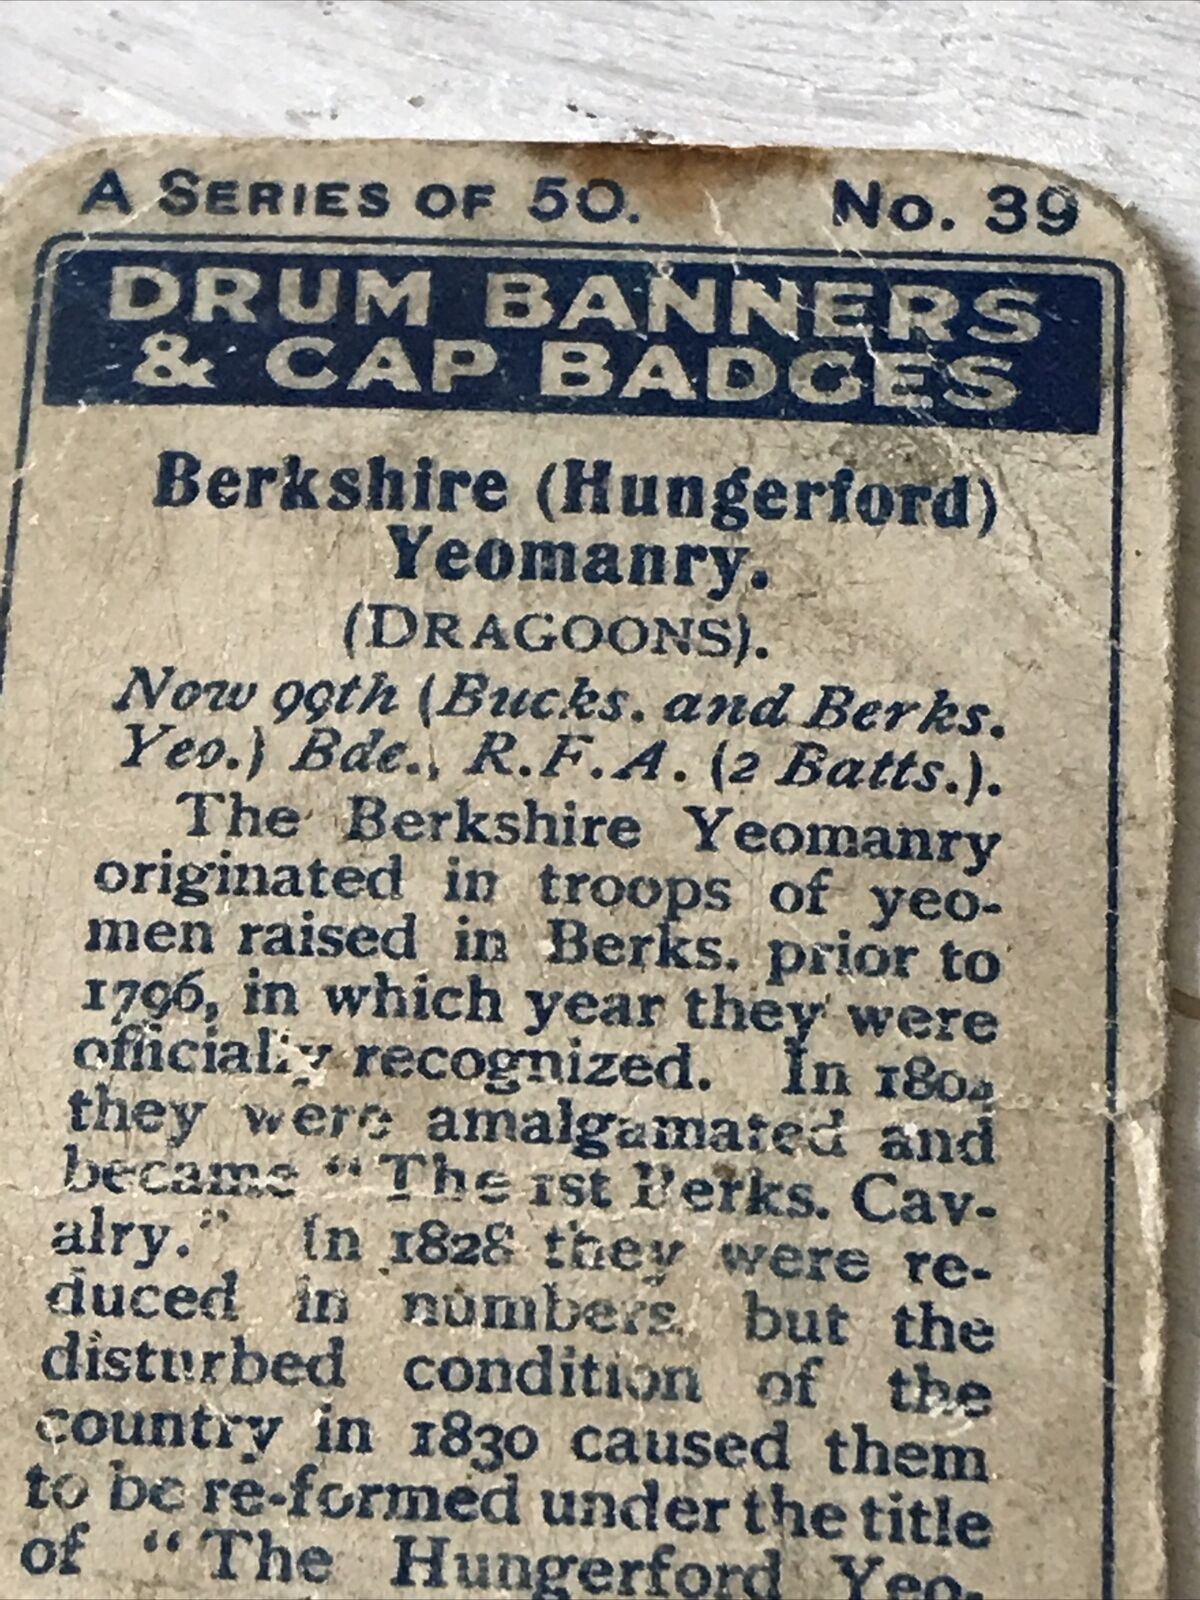 A SERIES OF 50. No. 39
DRUM BANNERS
& CAP BADGES
Berkshire (Hungerford)
Yeomanry.
(DRAGOONS).
Now 99th (Bucks. and Berks.
Yeo.) Bde., R.F.A. (2 Batts.).
The Berkshire Yeomanry
originated in troops of yeo-
men raised in Berks. prior to
1796, in which year they were
officially recognized. In
they were amalgamated and
became "The 1st Berks. Cav-
alry." In 1828 they were re-
duced in numbers but the
disturbed condition of the
country in 1830 caused them
to be re-formed under the title
of "The Hungerford Yeo-